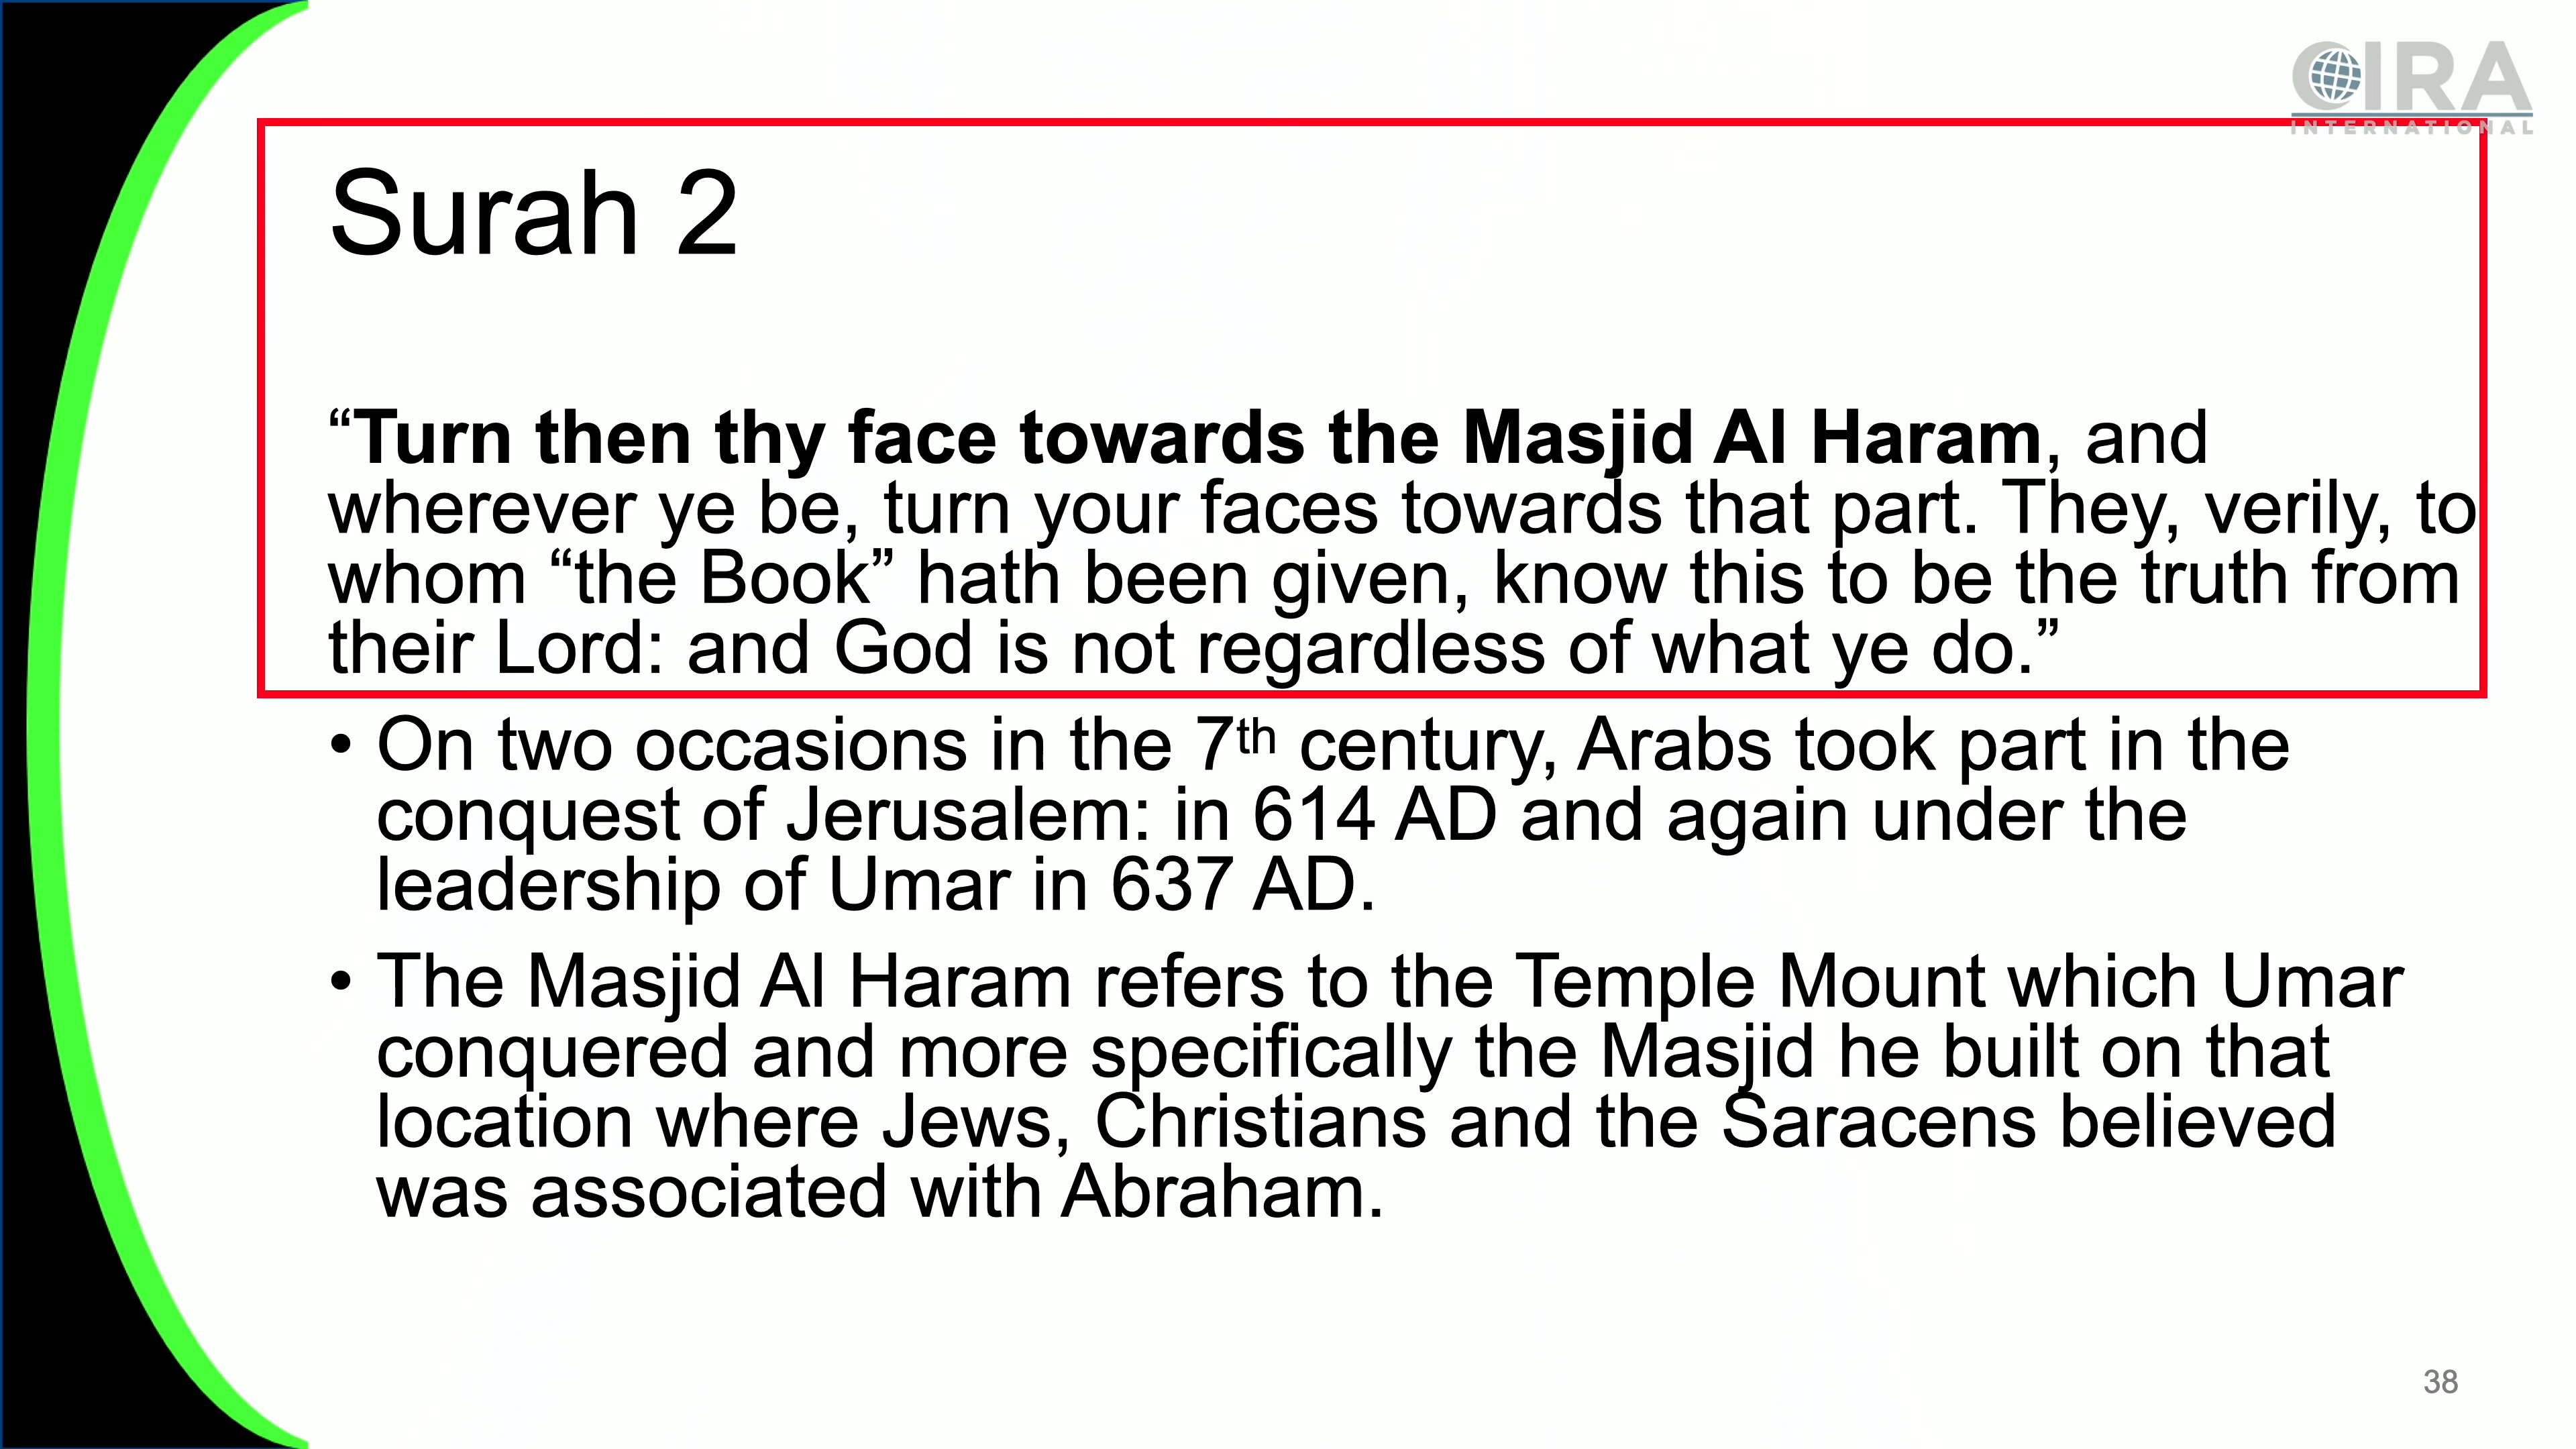 CIRA
INTERNATIONAL
Surah 2
“Turn then thy face towards the Masjid Al Haram, and
wherever ye be, turn your faces towards that part. They, verily, to
whom “the Book” hath been given, know this to be the truth from
their Lord: and God is not regardless of what ye do.”
• On two occasions in the 7th century, Arabs took part in the
conquest of Jerusalem: in 614 AD and again under the
leadership of Umar in 637 AD.
• The Masjid Al Haram refers to the Temple Mount which Umar
conquered and more specifically the Masjid he built on that
location where Jews, Christians and the Saracens believed
was associated with Abraham.
38